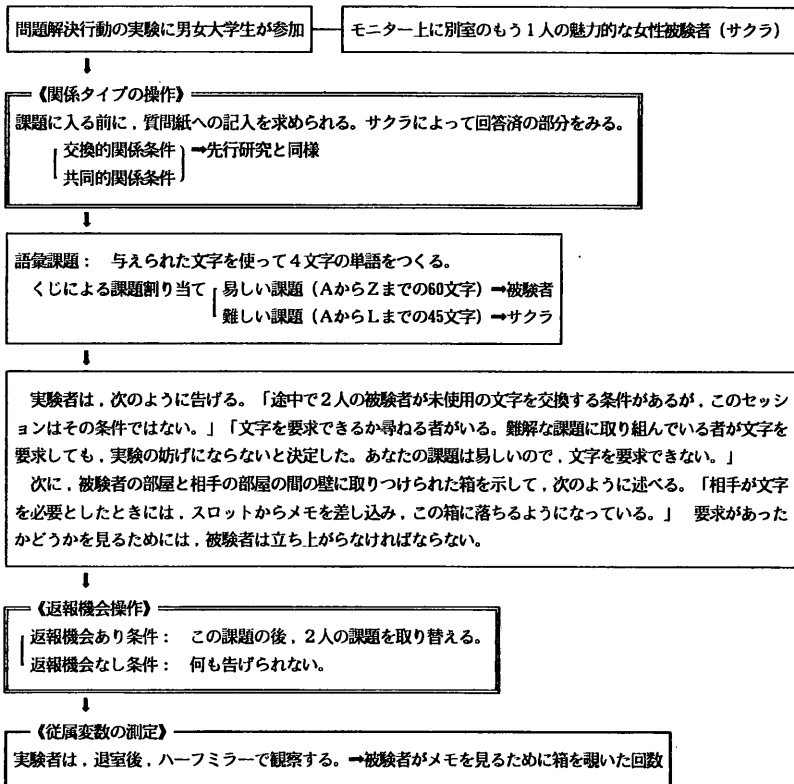 問題解決行動の実験に男女大学生が参加
モニター上に別室のもう1人の魅力的な女性被験者(サクラ)
《関係タイプの操作》
課題に入る前に,質問紙への記入を求められる。サクラによって回答済の部分をみる。
交換的関係条件
➡先行研究と同様
共同的関係条件
語彙課題: 与えられた文字を使って4文字の単語をつくる。
くじによる課題割り当て
易しい課題(AからZまでの60文字)➡被験者
難しい課題(AからLまでの45文字)➡サクラ
実験者は,次のように告げる。「途中で2人の被験者が未使用の文字を交換する条件があるが,このセッシ
ョンはその条件ではない。」「文字を要求できるか尋ねる者がいる。難解な課題に取り組んでいる者が文字を
要求しても,実験の妨げにならないと決定した。あなたの課題は易しいので,文字を要求できない。」
次に,被験者の部屋と相手の部屋の間の壁に取りつけられた箱を示して,次のように述べる。「相手が文字
を必要としたときには,スロットからメモを差し込み,この箱に落ちるようになっている。」 要求があった
かどうかを見るためには,被験者は立ち上がらなければならない。
《返報機会操作》
返報機会あり条件: この課題の後,2人の課題を取り替える。
返報機会なし条件: 何も告げられない。
《従属変数の測定》
実験者は,退室後,ハーフミラーで観察する。➡被験者がメモを見るために箱を覗いた回数